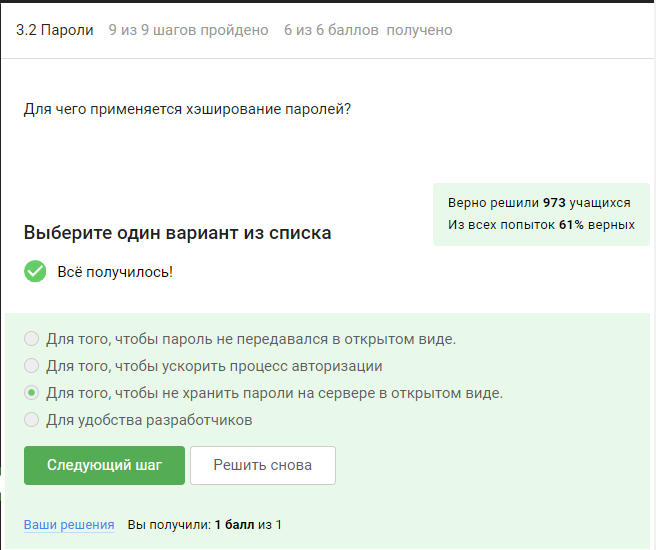 3.2 Пароли 9 из 9 шагов пройдено 6 из 6 баллов получено
Для чего применяется хэширование паролей?
Верно решили 973 учащихся
Из всех попыток 61% верных
Выберите один вариант из списка
Всё получилось!
Для того, чтобы пароль не передавался в открытом виде.
Для того, чтобы ускорить процесс авторизации
Для того, чтобы не хранить пароли на сервере в открытом виде.
Для удобства разработчиков
Следующий шаг Решить снова
Ваши решения Вы получили: 1 балл из 1